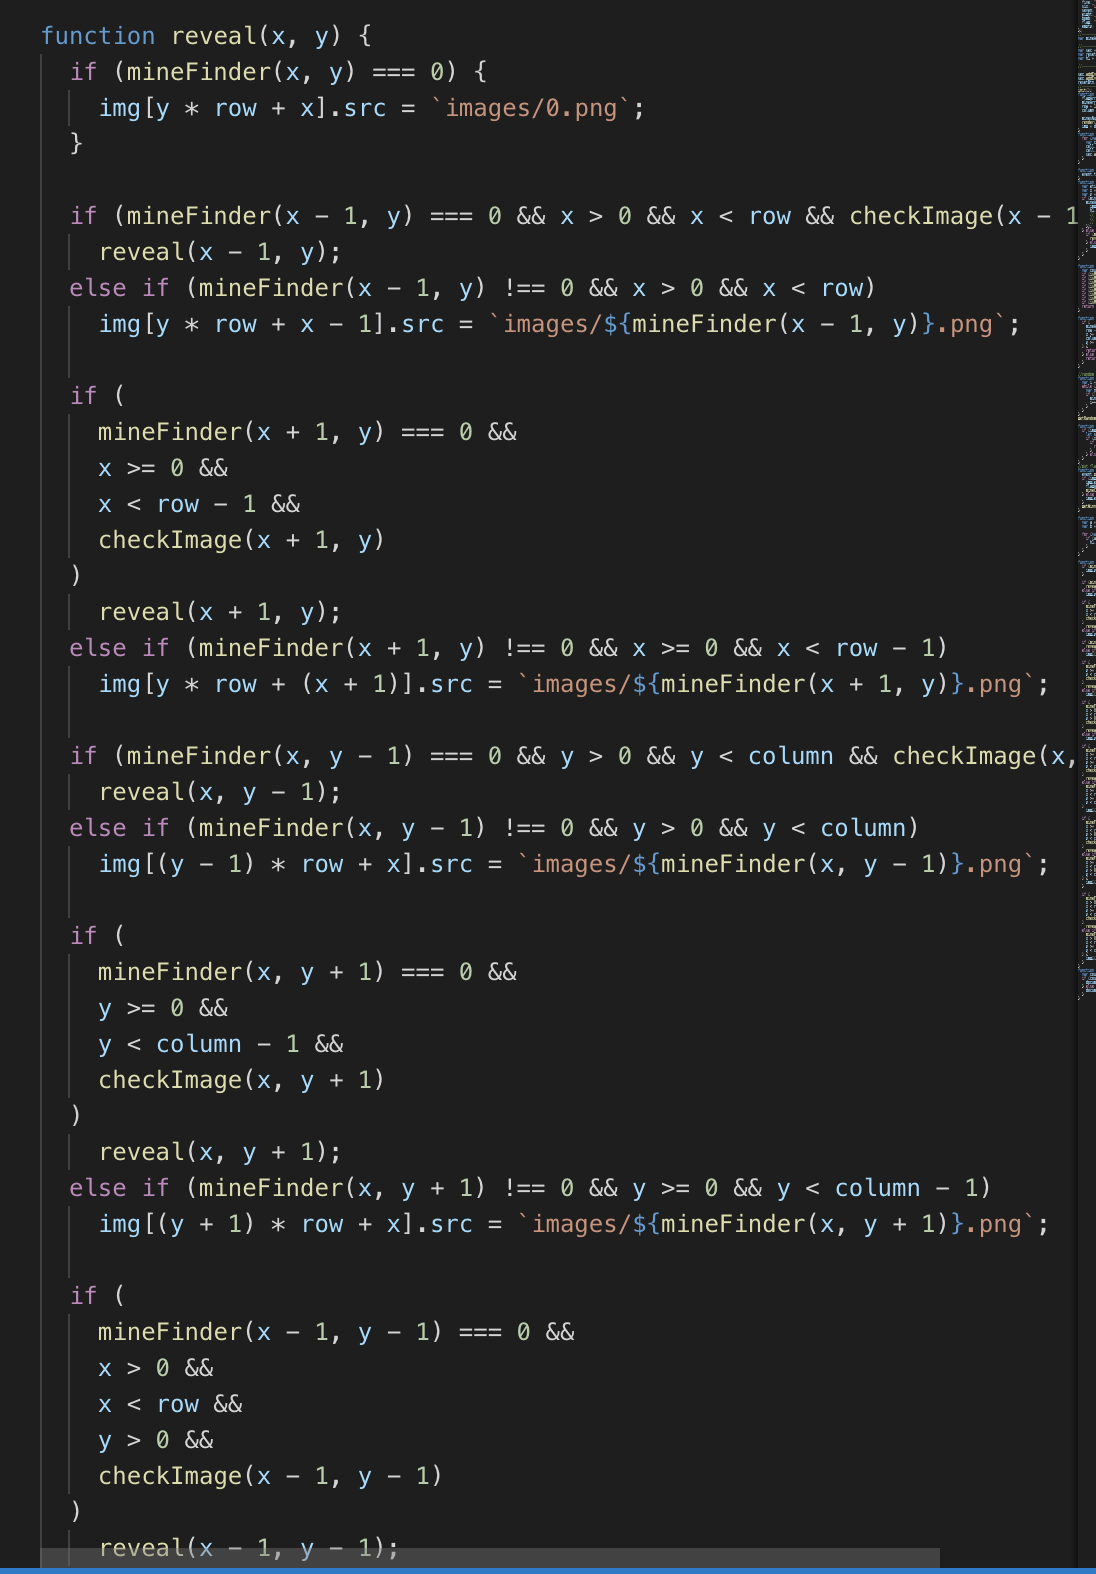 function reveal(x, y) {
  if (mineFinder(x, y) === 0) {
    img[y * row + x].src = `images/0.png`;
  }

  if (mineFinder(x - 1, y) === 0 && x > 0 && x < row && checkImage(x - 1
    reveal(x - 1, y);
  else if (mineFinder(x - 1, y) !== 0 && x > 0 && x < row)
    img[y * row + x - 1].src = `images/${mineFinder(x - 1, y)}.png`;

  if (
    mineFinder(x + 1, y) === 0 &&
    x >= 0 &&
    x < row - 1 &&
    checkImage(x + 1, y)
  )
    reveal(x + 1, y);
  else if (mineFinder(x + 1, y) !== 0 && x >= 0 && x < row - 1)
    img[y * row + (x + 1)].src = `images/${mineFinder(x + 1, y)}.png`;

  if (mineFinder(x, y - 1) === 0 && y > 0 && y < column && checkImage(x,
    reveal(x, y - 1);
  else if (mineFinder(x, y - 1) !== 0 && y > 0 && y < column)
    img[(y - 1) * row + x].src = `images/${mineFinder(x, y - 1)}.png`;

  if (
    mineFinder(x, y + 1) === 0 &&
    y >= 0 &&
    y < column - 1 &&
    checkImage(x, y + 1)
  )
    reveal(x, y + 1);
  else if (mineFinder(x, y + 1) !== 0 && y >= 0 && y < column - 1)
    img[(y + 1) * row + x].src = `images/${mineFinder(x, y + 1)}.png`;

  if (
    mineFinder(x - 1, y - 1) === 0 &&
    x > 0 &&
    x < row &&
    y > 0 &&
    checkImage(x - 1, y - 1)
  )
    reveal(x - 1, y - 1);